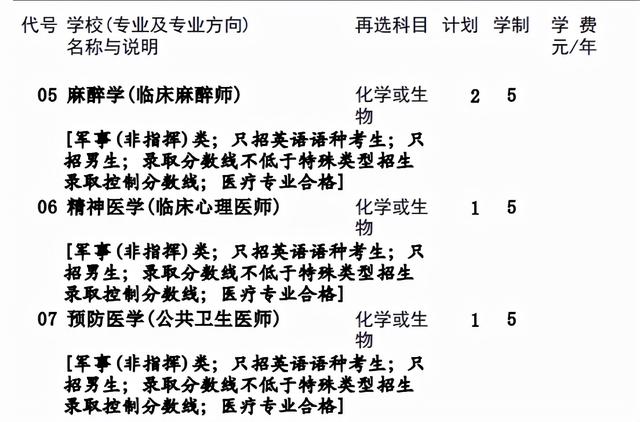 代号 学校(专业及专业方向) 再选科目 计划 学制 学 费
名称与说明 元/年
05 麻醉学(临床麻醉师) 化学或生 2 5
物
[军事(非指挥)类; 只招英语语种考生; 只
招男生; 录取分数线不低于特殊类型招生
录取控制分数线; 医疗专业合格]
06 精神医学(临床心理医师) 化学或生 1 5
物
[军事(非指挥)类; 只招英语语种考生; 只
招男生; 录取分数线不低于特殊类型招生
录取控制分数线; 医疗专业合格]
07 预防医学(公共卫生医师) 化学或生 1 5
物
[军事(非指挥)类; 只招英语语种考生; 只
招男生; 录取分数线不低于特殊类型招生
录取控制分数线; 医疗专业合格]